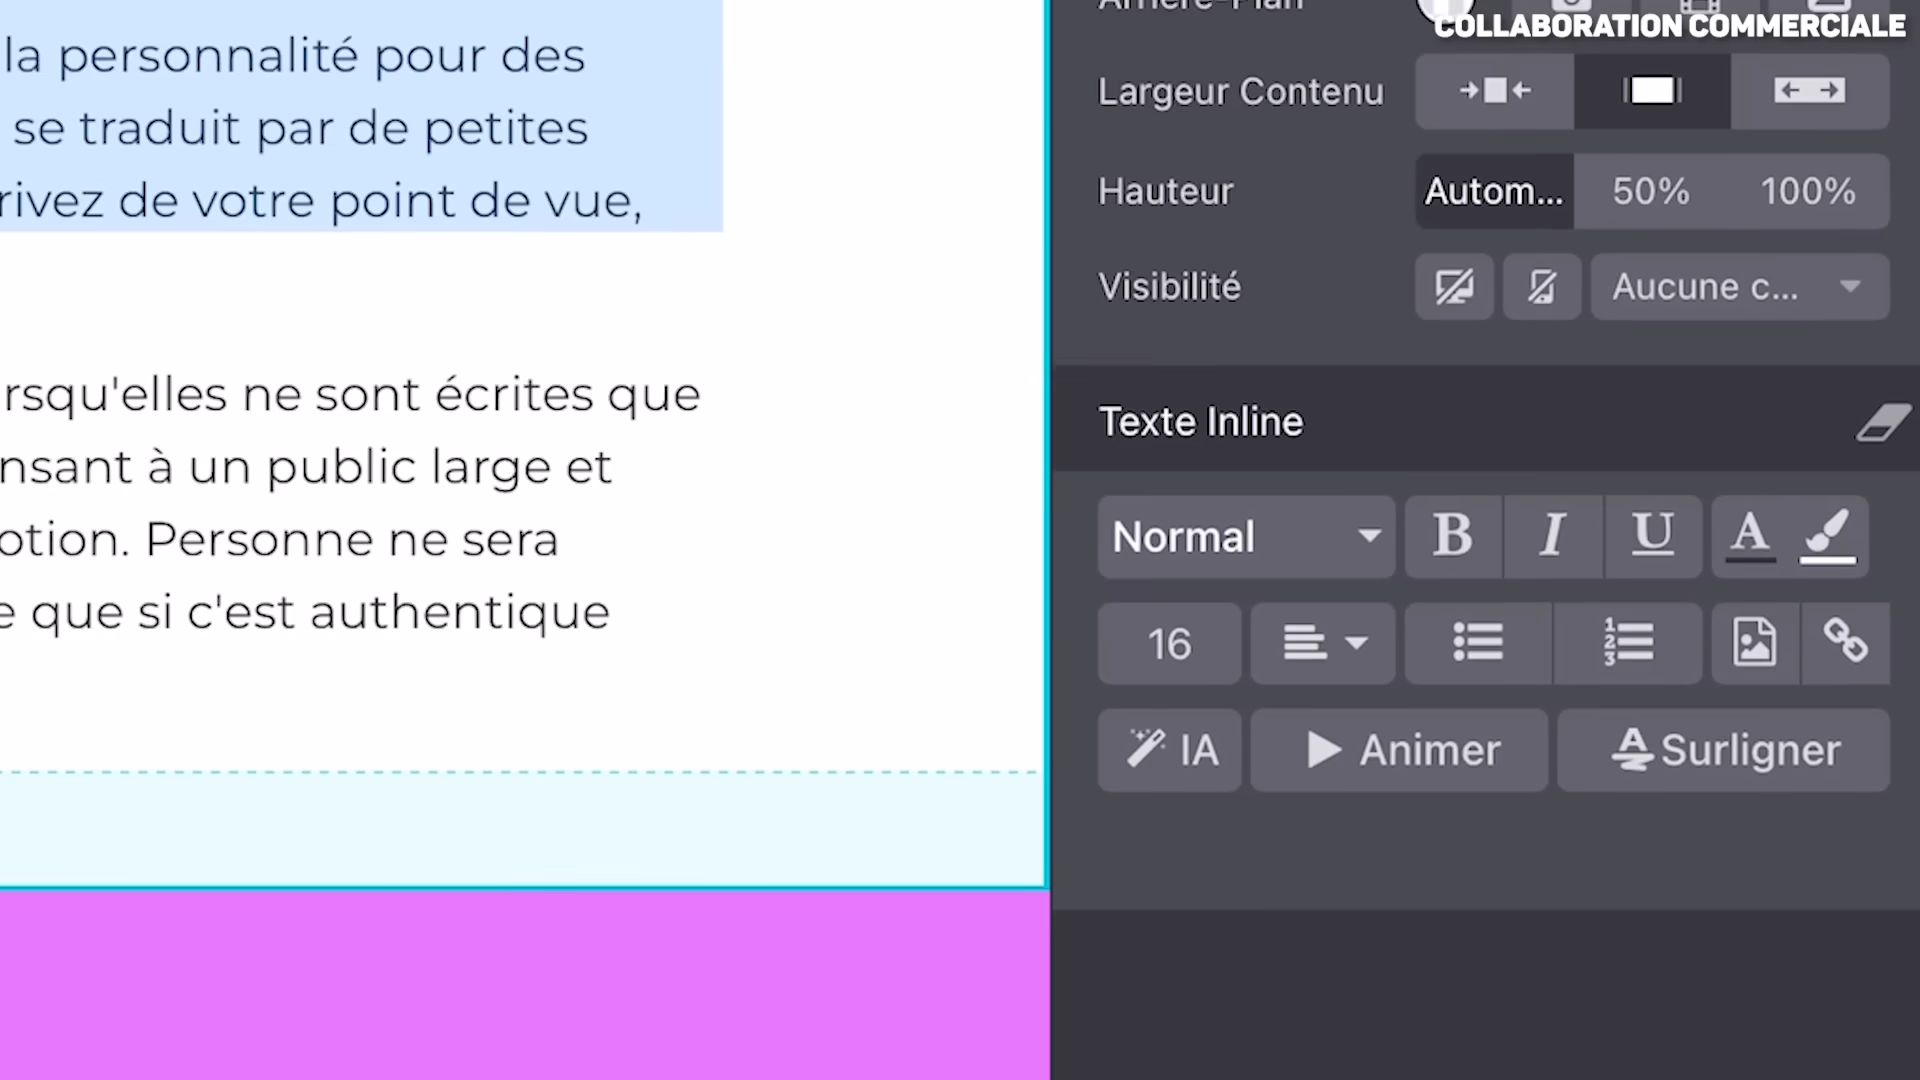 la personnalité pour des
se traduit par de petites
rivez de votre point de vue,
rsqu'elles ne sont écrites que
nsant à un public large et
otion. Personne ne sera
e que si c'est authentique
Arrière-Plan
COLLABORATION COMMERCIALE
Largeur Contenu
Hauteur Autom... 50% 100%
Visibilité Aucune c...
Texte Inline
Normal B I U A
16
IA Animer Surligner